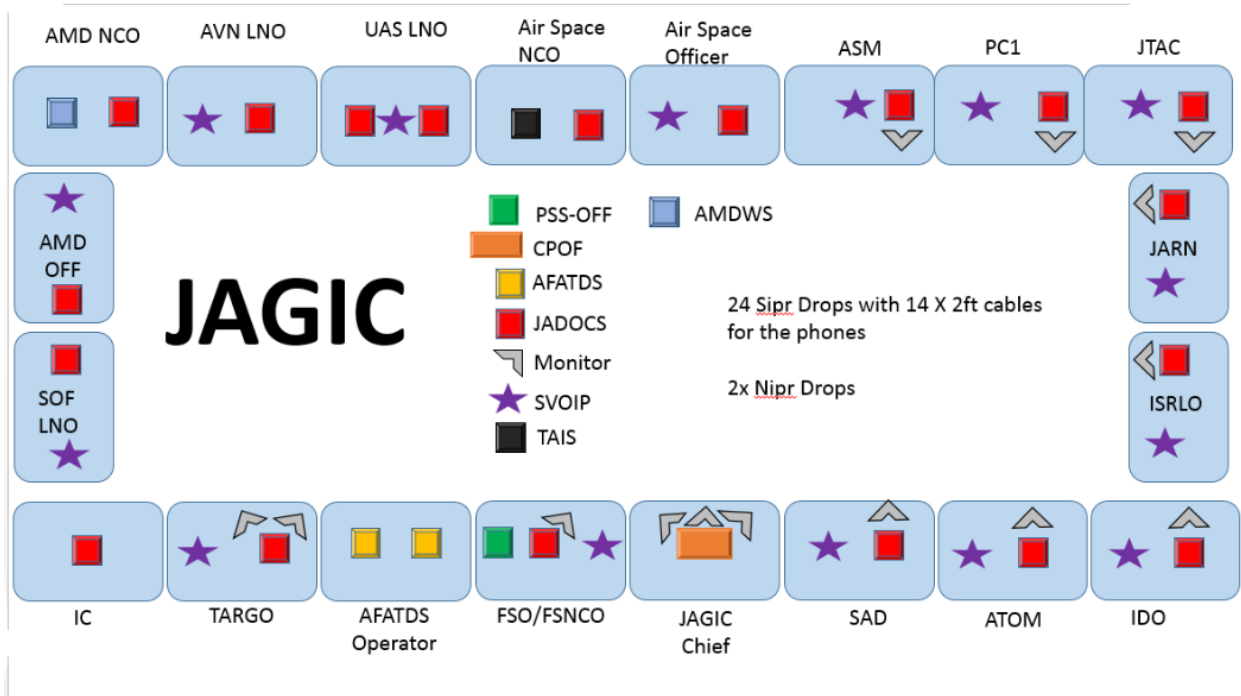 AMD NCO
AVN LNO
UAS LNO
Air Space
NCO
Air Space
Officer
ASM
PC1
JTAC
AMD
OFF
SOF
LNO
JAGIC
PSS-OFF
CPOF
AFATDS
JADOCS
Monitor
SVOIP
TAIS
AMDWS
24 Sipr Drops with 14 X 2ft cables
for the phones
2x Nipr Drops
JARN
ISRLO
IC
TARGO
AFATDS
Operator
FSO/FSNCO
JAGIC
Chief
SAD
ATOM
IDO